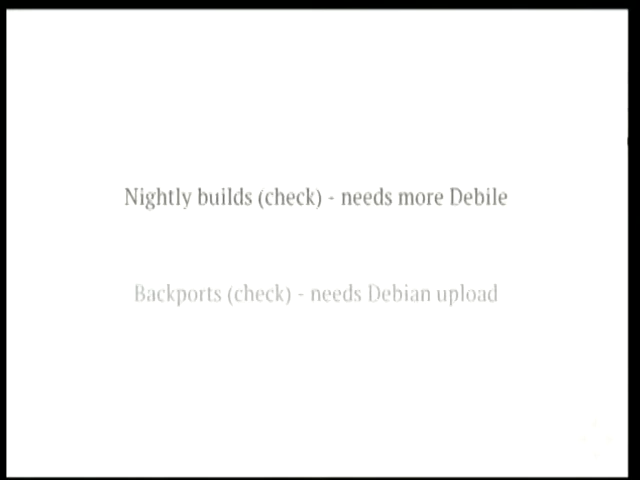 Nightly builds (check) - needs more Debile
Backports (check) - needs Debian upload